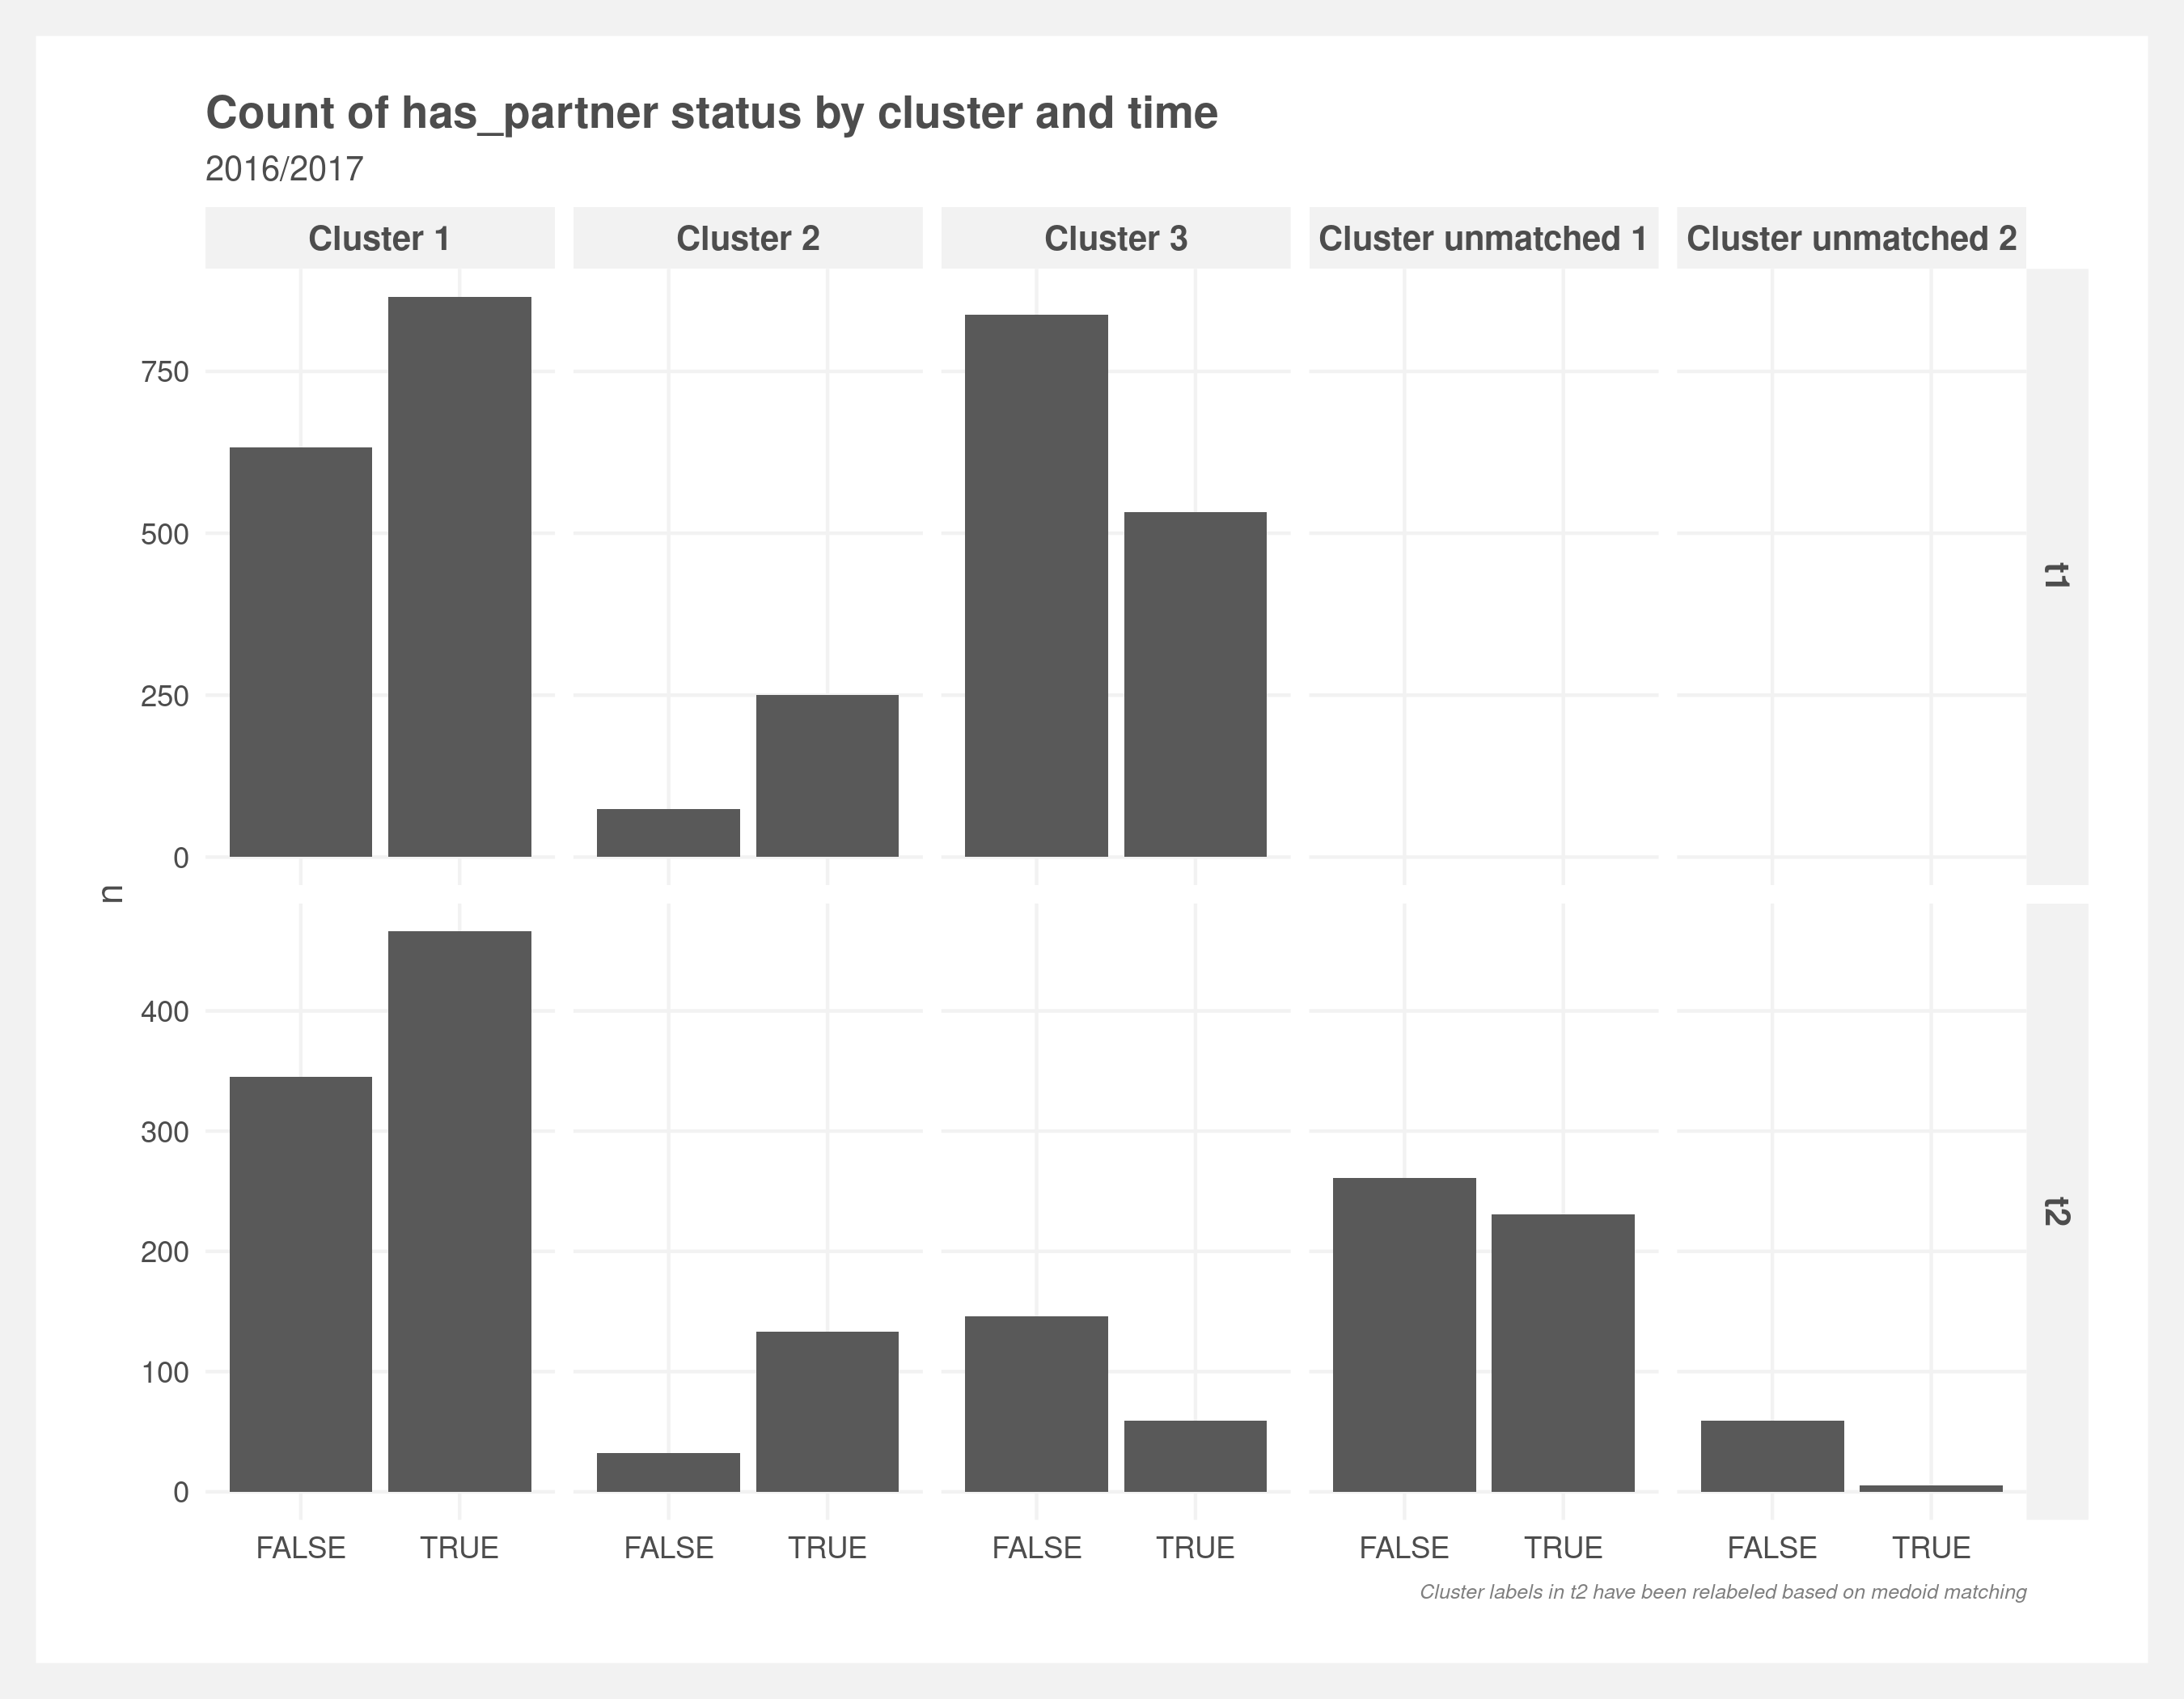 Count of has_partner status by cluster and time
2016/2017
Cluster 1 Cluster 2 Cluster 3 Cluster unmatched 1 Cluster unmatched 2
750
500
250
0
t1
n
400
300
200
100
0
t2
FALSE TRUE FALSE TRUE FALSE TRUE FALSE TRUE FALSE TRUE
Cluster labels in t2 have been relabeled based on medoid matching